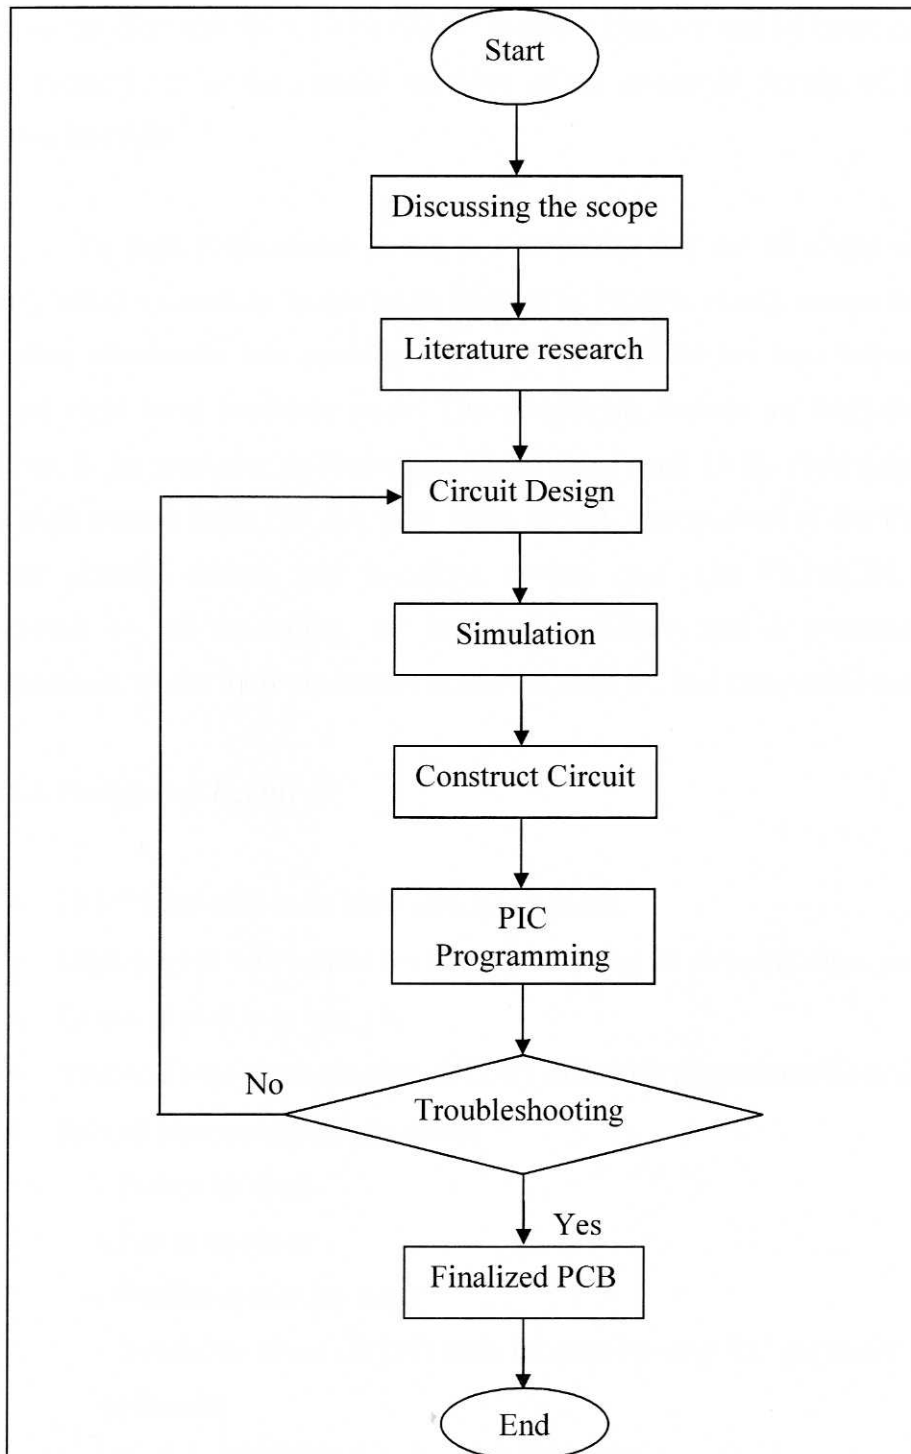 Start
Discussing the scope
Literature research
Circuit Design
Simulation
Construct Circuit
PIC
Programming
No
Troubleshooting
Yes
Finalized PCB
End